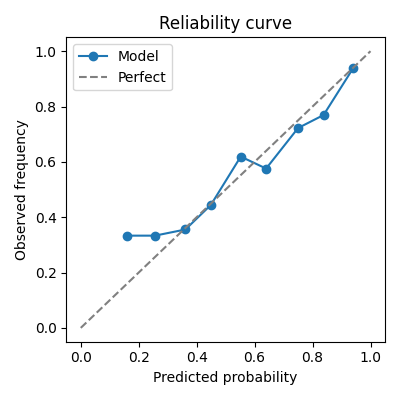 Reliability curve
Model
Perfect
Observed frequency
1.0
0.8
0.6
0.4
0.2
0.0
0.0 0.2 0.4 0.6 0.8 1.0
Predicted probability